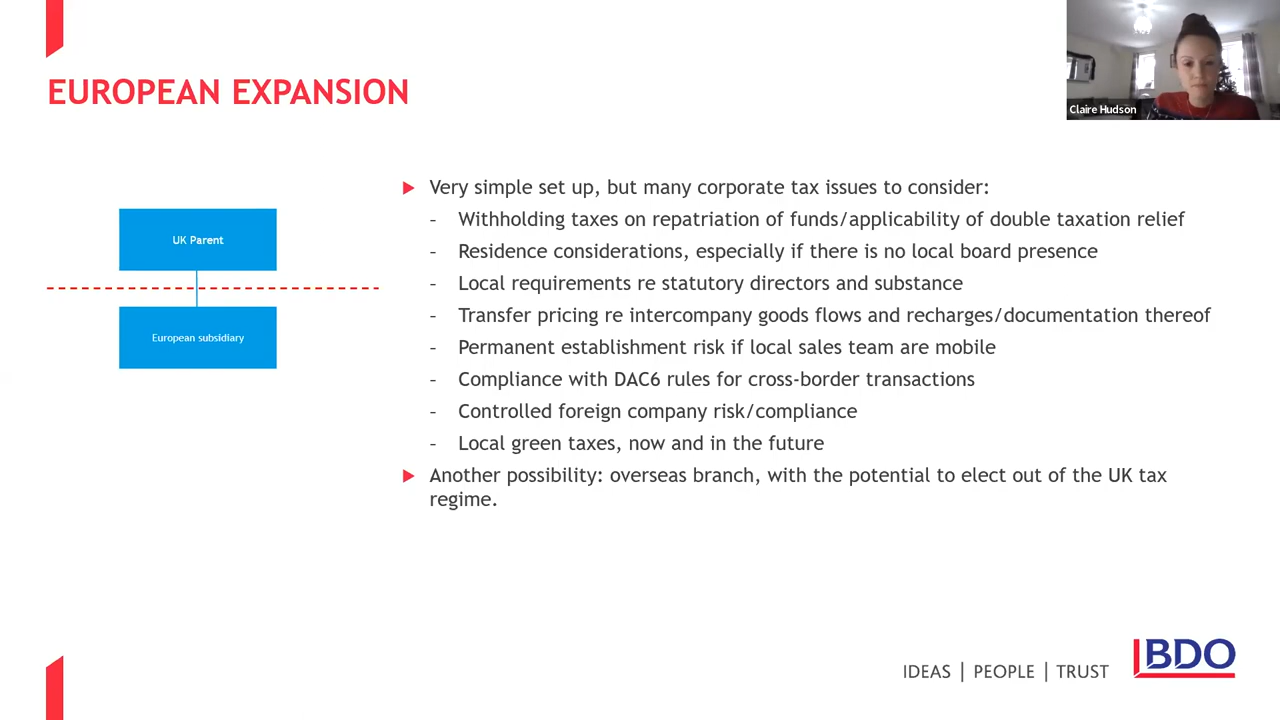 Claire Hudson
EUROPEAN EXPANSION
UK Parent
European subsidiary
▶ Very simple set up, but many corporate tax issues to consider:
– Withholding taxes on repatriation of funds/applicability of double taxation relief
– Residence considerations, especially if there is no local board presence
– Local requirements re statutory directors and substance
– Transfer pricing re intercompany goods flows and recharges/documentation thereof
– Permanent establishment risk if local sales team are mobile
– Compliance with DAC6 rules for cross-border transactions
– Controlled foreign company risk/compliance
– Local green taxes, now and in the future
▶ Another possibility: overseas branch, with the potential to elect out of the UK tax
regime.
IDEAS | PEOPLE | TRUST
BDO